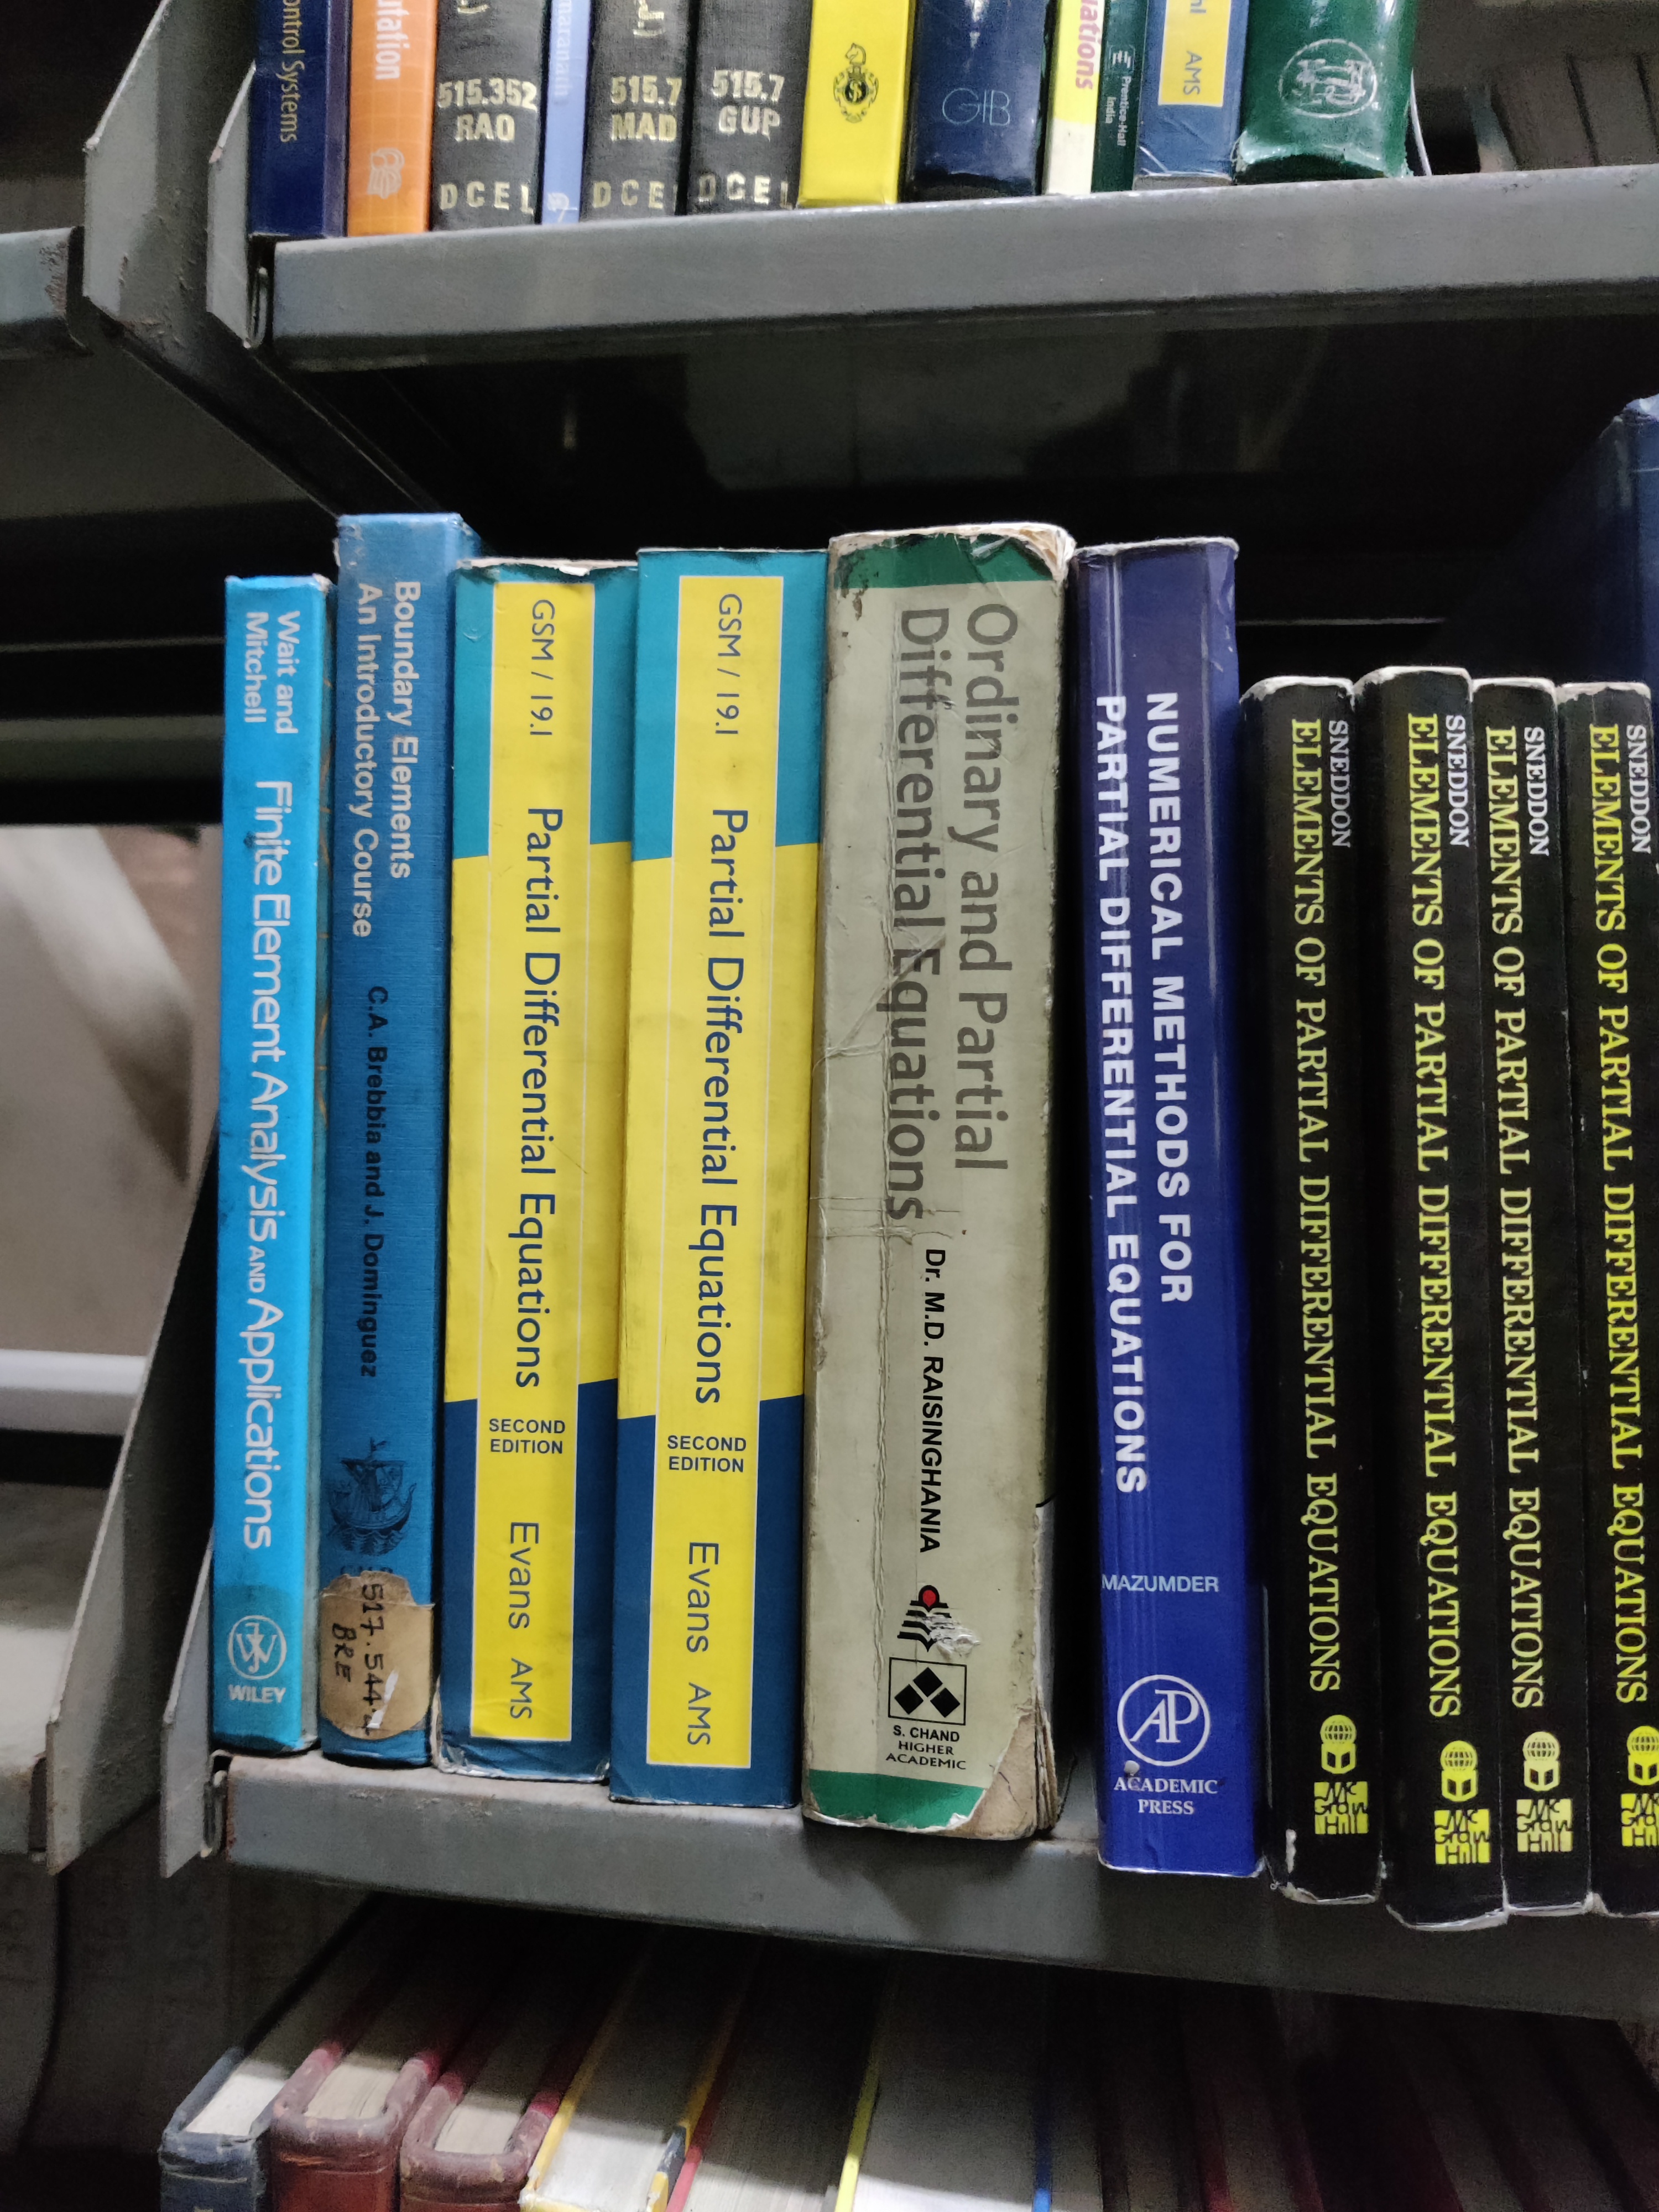 ontrol Systems
utation
515.352
RAO
DCEL
515.7
MAD
DCEL
515.7
GUP
DCEL
GIB
lations
Prentice-Hall
India
AMS
Wait and
Mitchell
Finite Element Analysis AND Applications
WILEY
Boundary Elements
An Introductory Course
C.A. Brebbia and J. Dominguez
517.544.4
BRE
GSM / 19.1
Partial Differential Equations
SECOND
EDITION
Evans
AMS
GSM / 19.1
Partial Differential Equations
SECOND
EDITION
Evans
AMS
Ordinary and Partial
Differential Equations
Dr. M.D. RAISINGHANIA
S. CHAND
HIGHER
ACADEMIC
NUMERICAL METHODS FOR
PARTIAL DIFFERENTIAL EQUATIONS
MAZUMDER
AP
ACADEMIC
PRESS
SNEDDON
ELEMENTS OF PARTIAL DIFFERENTIAL EQUATIONS
Mc
Graw
Hill
SNEDDON
ELEMENTS OF PARTIAL DIFFERENTIAL EQUATIONS
Mc
Graw
Hill
SNEDDON
ELEMENTS OF PARTIAL DIFFERENTIAL EQUATIONS
Mc
Graw
Hill
SNEDDON
ELEMENTS OF PARTIAL DIFFERENTIAL EQUATIONS